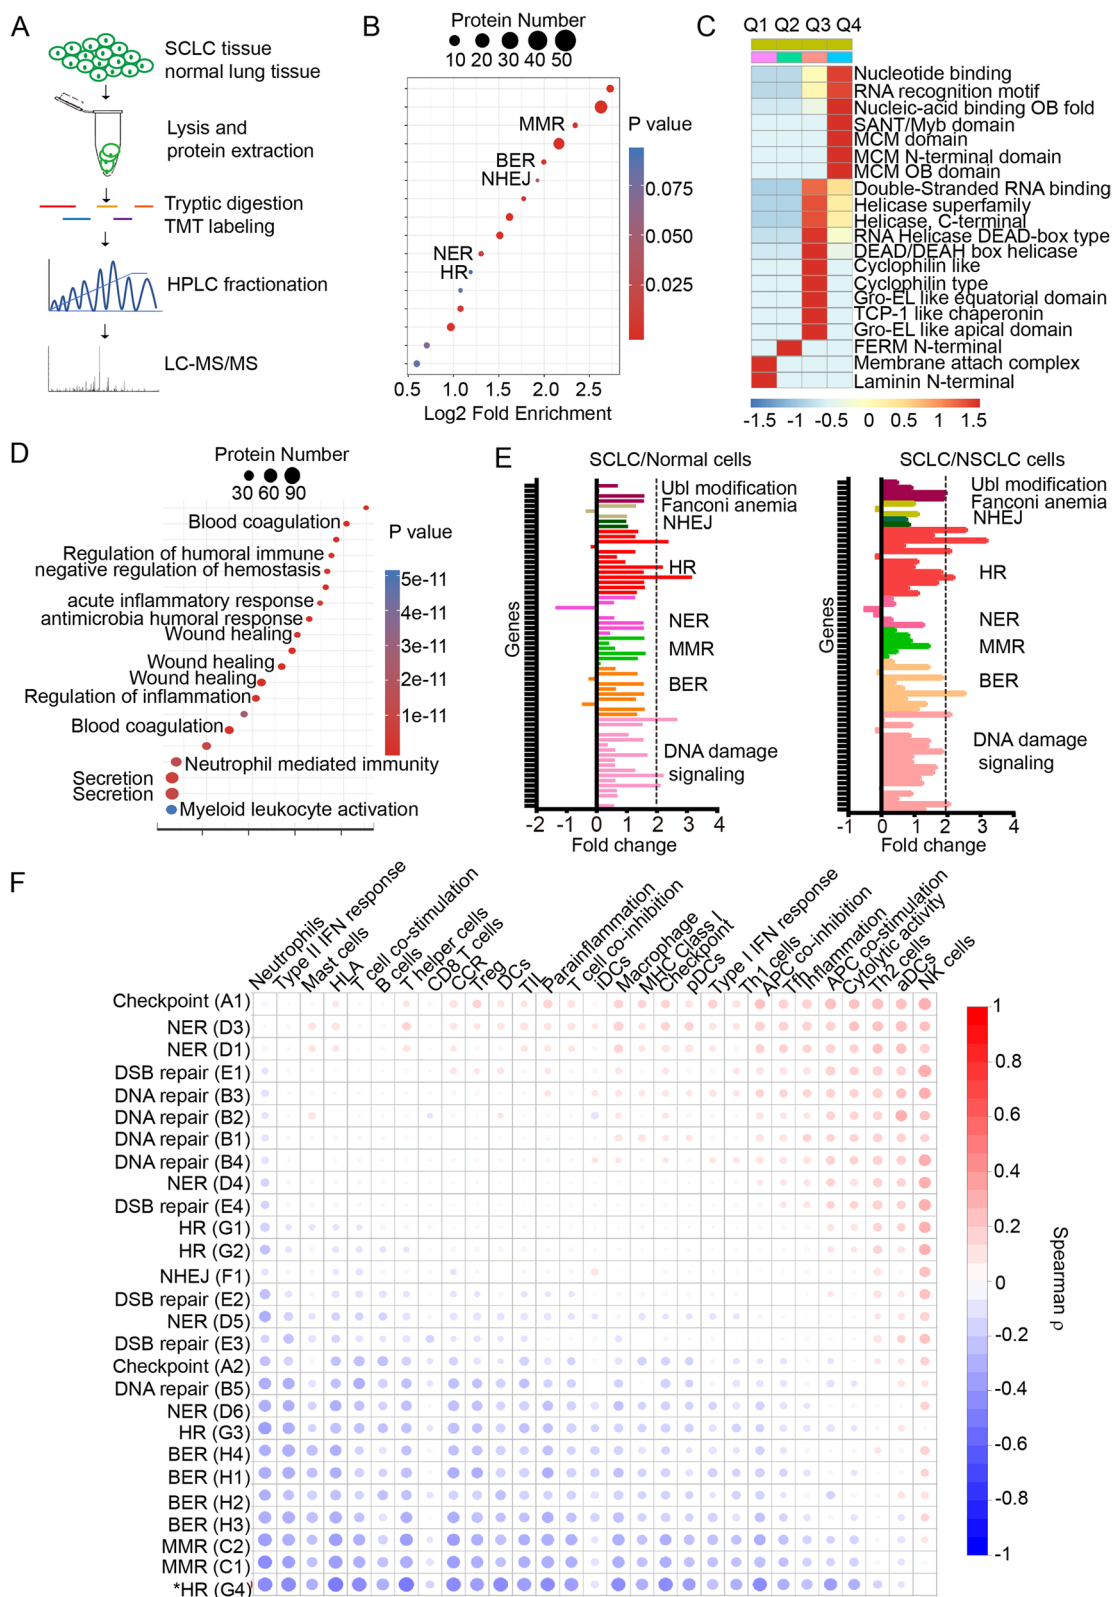 A
SCLC tissue
normal lung tissue
Lysis and
protein extraction
Tryptic digestion
TMT labeling
HPLC fractionation
LC-MS/MS
B
Protein Number
10 20 30 40 50
MMR
BER
NHEJ
NER
HR
P value
0.075
0.050
0.025
0.5 1.0 1.5 2.0 2.5
Log2 Fold Enrichment
C
Q1 Q2 Q3 Q4
Nucleotide binding
RNA recognition motif
Nucleic-acid binding OB fold
SANT/Myb domain
MCM domain
MCM N-terminal domain
MCM OB domain
Double-Stranded RNA binding
Helicase superfamily
Helicase, C-terminal
RNA Helicase DEAD-box type
DEAD/DEAH box helicase
Cyclophilin like
Cyclophilin type
Gro-EL like equatorial domain
TCP-1 like chaperonin
Gro-EL like apical domain
FERM N-terminal
Membrane attach complex
Laminin N-terminal
-1.5 -1 -0.5 0 0.5 1 1.5
D
Protein Number
30 60 90
Blood coagulation
Regulation of humoral immune
negative regulation of hemostasis
acute inflammatory response
antimicrobia humoral response
Wound healing
Wound healing
Wound healing
Regulation of inflammation
Blood coagulation
Neutrophil mediated immunity
Secretion
Secretion
Myeloid leukocyte activation
P value
5e-11
4e-11
3e-11
2e-11
1e-11
E
SCLC/Normal cells
Ubl modification
Fanconi anemia
NHEJ
HR
NER
MMR
BER
DNA damage
signaling
Genes
-2 -1 0 1 2 3 4
Fold change
SCLC/NSCLC cells
Ubl modification
Fanconi anemia
NHEJ
HR
NER
MMR
BER
DNA damage
signaling
Genes
-1 0 1 2 3 4
Fold change
F
Neutrophils
Type II IFN response
Mast cells
HLA
T cell co-stimulation
B cells
T helper cells
CD8 T cells
CCR
Treg
DCs
TIL
Parainflammation
T cell co-inhibition
iDCs
Macrophage
MHC Class I
Checkpoint
pDCs
Type I IFN response
Th1 cells
APC co-inhibition
Tfh
Inflammation
APC co-stimulation
Cytolytic activity
Th2 cells
aDCs
NK cells
Checkpoint (A1)
NER (D3)
NER (D1)
DSB repair (E1)
DNA repair (B3)
DNA repair (B2)
DNA repair (B1)
DNA repair (B4)
NER (D4)
DSB repair (E4)
HR (G1)
HR (G2)
NHEJ (F1)
DSB repair (E2)
NER (D5)
DSB repair (E3)
Checkpoint (A2)
DNA repair (B5)
NER (D6)
HR (G3)
BER (H4)
BER (H1)
BER (H2)
BER (H3)
MMR (C2)
MMR (C1)
*HR (G4)
1
0.8
0.6
0.4
0.2
0
-0.2
-0.4
-0.6
-0.8
-1
Spearman ρ